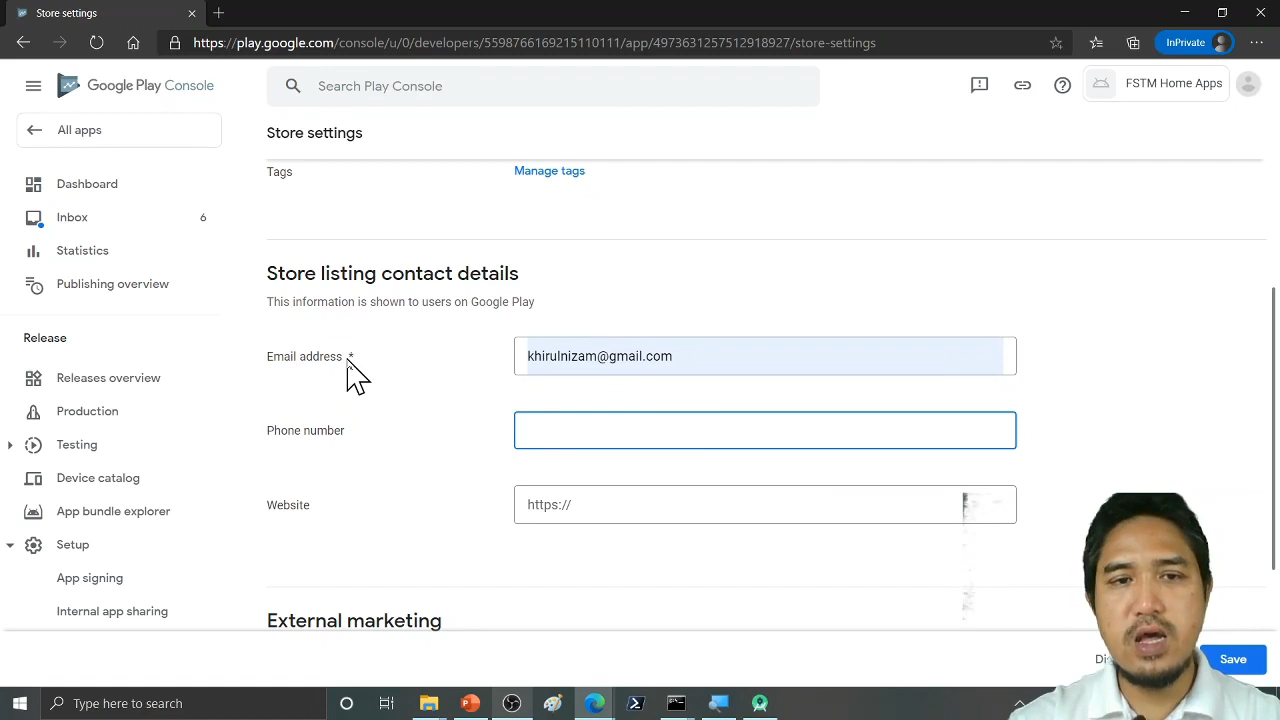 Store settings
https://play.google.com/console/u/0/developers/5598766169215110111/app/4973631257512918927/store-settings
InPrivate
Google Play Console
Search Play Console
FSTM Home Apps
All apps
Store settings
Tags
Manage tags
Dashboard
Inbox 6
Statistics
Publishing overview
Store listing contact details
This information is shown to users on Google Play
Release
Email address *
khirulnizam@gmail.com
Releases overview
Production
Phone number
Testing
Device catalog
Website
https://
App bundle explorer
Setup
App signing
Internal app sharing
External marketing
Save
Type here to search